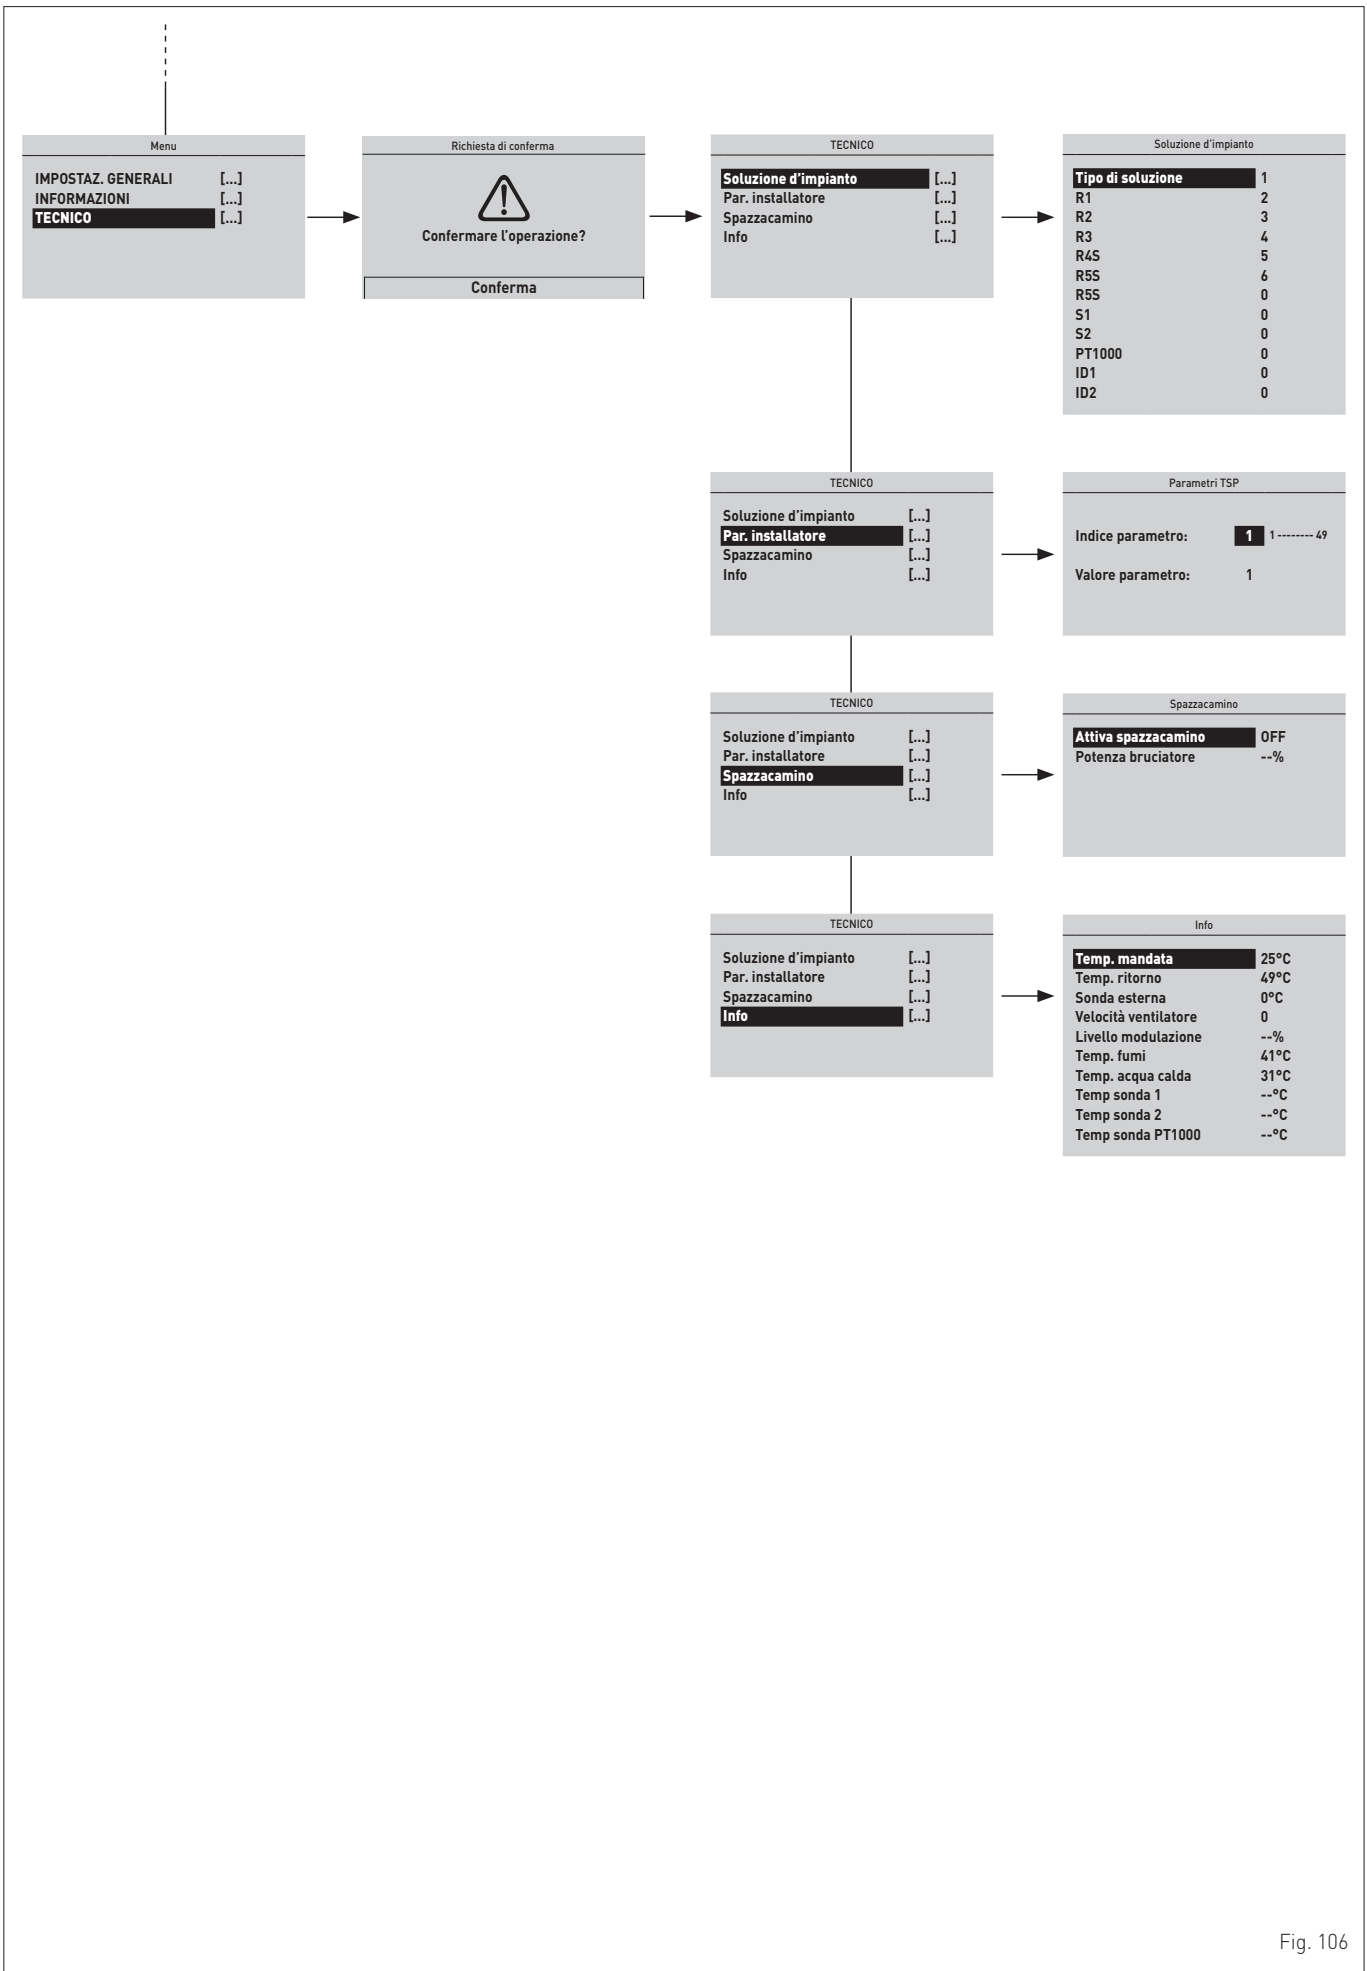 Menu
IMPOSTAZ. GENERALI [...]
INFORMAZIONI [...]
TECNICO [...]
Richiesta di conferma
Confermare l'operazione?
Conferma
TECNICO
Soluzione d'impianto [...]
Par. installatore [...]
Spazzacamino [...]
Info [...]
Soluzione d'impianto
Tipo di soluzione 1
R1 2
R2 3
R3 4
R4S 5
R5S 6
R5S 0
S1 0
S2 0
PT1000 0
ID1 0
ID2 0
TECNICO
Soluzione d'impianto [...]
Par. installatore [...]
Spazzacamino [...]
Info [...]
Parametri TSP
Indice parametro: 1 1 -------- 49
Valore parametro: 1
TECNICO
Soluzione d'impianto [...]
Par. installatore [...]
Spazzacamino [...]
Info [...]
Spazzacamino
Attiva spazzacamino OFF
Potenza bruciatore --%
TECNICO
Soluzione d'impianto [...]
Par. installatore [...]
Spazzacamino [...]
Info [...]
Info
Temp. mandata 25°C
Temp. ritorno 49°C
Sonda esterna 0°C
Velocità ventilatore 0
Livello modulazione --%
Temp. fumi 41°C
Temp. acqua calda 31°C
Temp sonda 1 --°C
Temp sonda 2 --°C
Temp sonda PT1000 --°C
Fig. 106